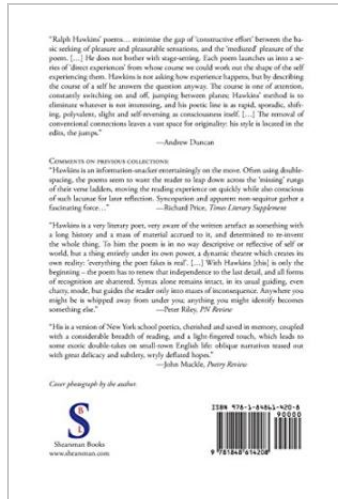 “Ralph Hawkins’ poems… minimise the gap of ‘constructive effort’ between the ba-
sic seeking of pleasure and pleasurable sensations, and the ‘mediated’ pleasure of the
poem. […] He does not bother with stage-setting. Each poem launches us into a se-
ries of ‘direct experiences’ from whose course we could work out the shape of the self
experiencing them. Hawkins is not asking how experience happens, but by describing
the course of a self he answers the question anyway. The course is one of attention,
constantly switching on and off, jumping between planes; Hawkins’ method is to
eliminate whatever is not interesting, and his poetic line is as rapid, sporadic, shift-
ing, polyvalent, slight and self-reversing as consciousness itself. […] The removal of
conventional connections leaves a vast space for originality: his style is located in the
edits, the jumps.”
—Andrew Duncan
Comments on previous collections:
“Hawkins is an information-snacker entertainingly on the move. Often using double-
spacing, the poems seem to want the reader to leap down across the ‘missing’ rungs
of their verse ladders, moving the reading experience on quickly while also conscious
of such lacunae for later reflection. Syncopation and apparent non-sequitur gather a
fascinating force…” —Richard Price, Times Literary Supplement
“Hawkins is a very literary poet, very aware of the written artefact as something with
a long history and a mass of material accrued to it, and determined to re-invent
the whole thing. To him the poem is in no way descriptive or reflective of self or
world, but a thing entirely under its own power, a dynamic theatre which creates its
own reality: ‘everything the poet fakes is real’. […] With Hawkins [this] is only the
beginning – the poem has to renew that independence to the last detail, and all forms
of recognition are shattered. Syntax alone remains intact, in its usual guiding, even
chatty, mode, but guides the reader only into mazes of inconsequence. Anywhere you
might be is whipped away from under you; anything you might identify becomes
something else.” —Peter Riley, PN Review
“His is a version of New York school poetics, cherished and saved in memory, coupled
with a considerable breadth of reading, and a light-fingered touch, which leads to
some exotic double-takes on small-town English life: oblique narratives teased out
with great delicacy and subtlety, wryly deflated hopes.”
—John Muckle, Poetry Review
Cover photograph by the author.
S
B
L
Shearsman Books
www.shearsman.com
ISBN 978-1-84861-420-8
90000
9 781848 614208